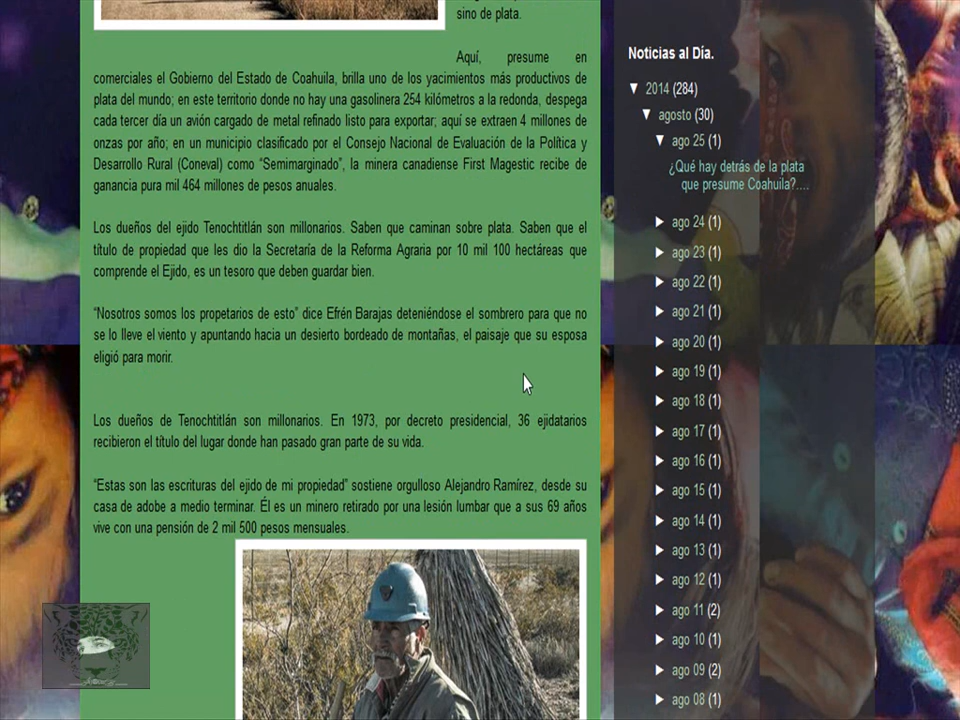 sino de plata.
Aquí, presume en
comerciales el Gobierno del Estado de Coahuila, brilla uno de los yacimientos más productivos de
plata del mundo; en este territorio donde no hay una gasolinera 254 kilómetros a la redonda, despega
cada tercer día un avión cargado de metal refinado listo para exportar; aquí se extraen 4 millones de
onzas por año; en un municipio clasificado por el Consejo Nacional de Evaluación de la Política y
Desarrollo Rural (Coneval) como “Semimarginado”, la minera canadiense First Magestic recibe de
ganancia pura mil 464 millones de pesos anuales.
Los dueños del ejido Tenochtitlán son millonarios. Saben que caminan sobre plata. Saben que el
título de propiedad que les dio la Secretaría de la Reforma Agraria por 10 mil 100 hectáreas que
comprende el Ejido, es un tesoro que deben guardar bien.
“Nosotros somos los propetarios de esto” dice Efrén Barajas deteniéndose el sombrero para que no
se lo lleve el viento y apuntando hacia un desierto bordeado de montañas, el paisaje que su esposa
eligió para morir.
Los dueños de Tenochtitlán son millonarios. En 1973, por decreto presidencial, 36 ejidatarios
recibieron el título del lugar donde han pasado gran parte de su vida.
“Estas son las escrituras del ejido de mi propiedad” sostiene orgulloso Alejandro Ramírez, desde su
casa de adobe a medio terminar. Él es un minero retirado por una lesión lumbar que a sus 69 años
vive con una pensión de 2 mil 500 pesos mensuales.
Noticias al Día.
▼ 2014 (284)
▼ agosto (30)
▼ ago 25 (1)
¿Qué hay detrás de la plata
que presume Coahuila?....
► ago 24 (1)
► ago 23 (1)
► ago 22 (1)
► ago 21 (1)
► ago 20 (1)
► ago 19 (1)
► ago 18 (1)
► ago 17 (1)
► ago 16 (1)
► ago 15 (1)
► ago 14 (1)
► ago 13 (1)
► ago 12 (1)
► ago 11 (2)
► ago 10 (1)
► ago 09 (2)
► ago 08 (1)